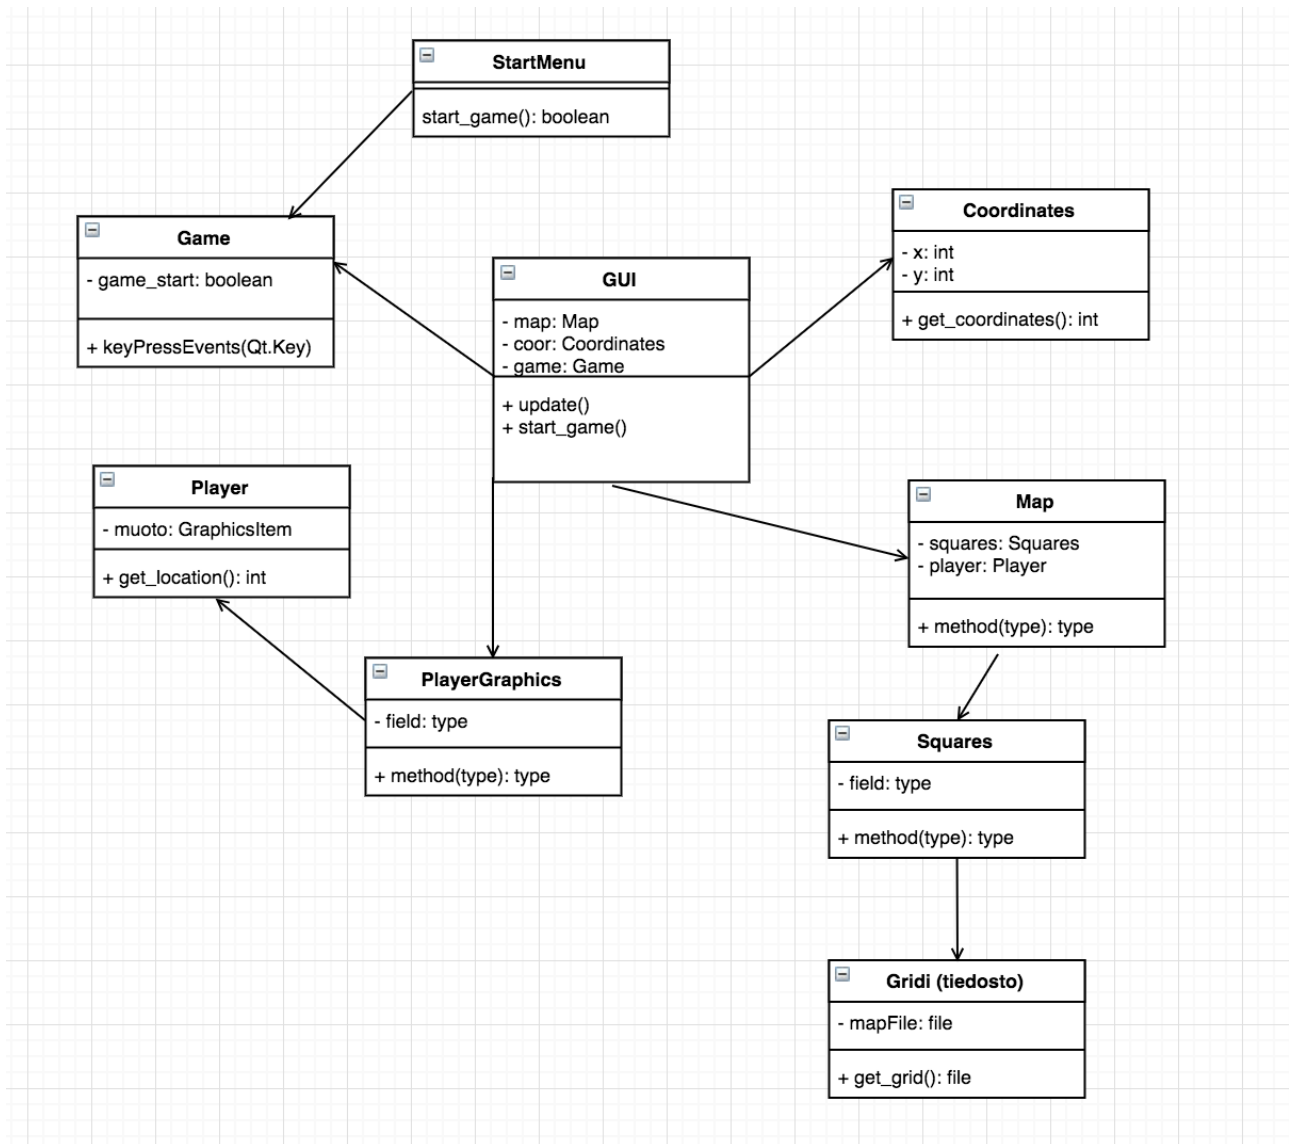 StartMenu
start_game(): boolean
Game
- game_start: boolean
+ keyPressEvents(Qt.Key)
GUI
- map: Map
- coor: Coordinates
- game: Game
+ update()
+ start_game()
Coordinates
- x: int
- y: int
+ get_coordinates(): int
Player
- muoto: GraphicsItem
+ get_location(): int
Map
- squares: Squares
- player: Player
+ method(type): type
PlayerGraphics
- field: type
+ method(type): type
Squares
- field: type
+ method(type): type
Gridi (tiedosto)
- mapFile: file
+ get_grid(): file